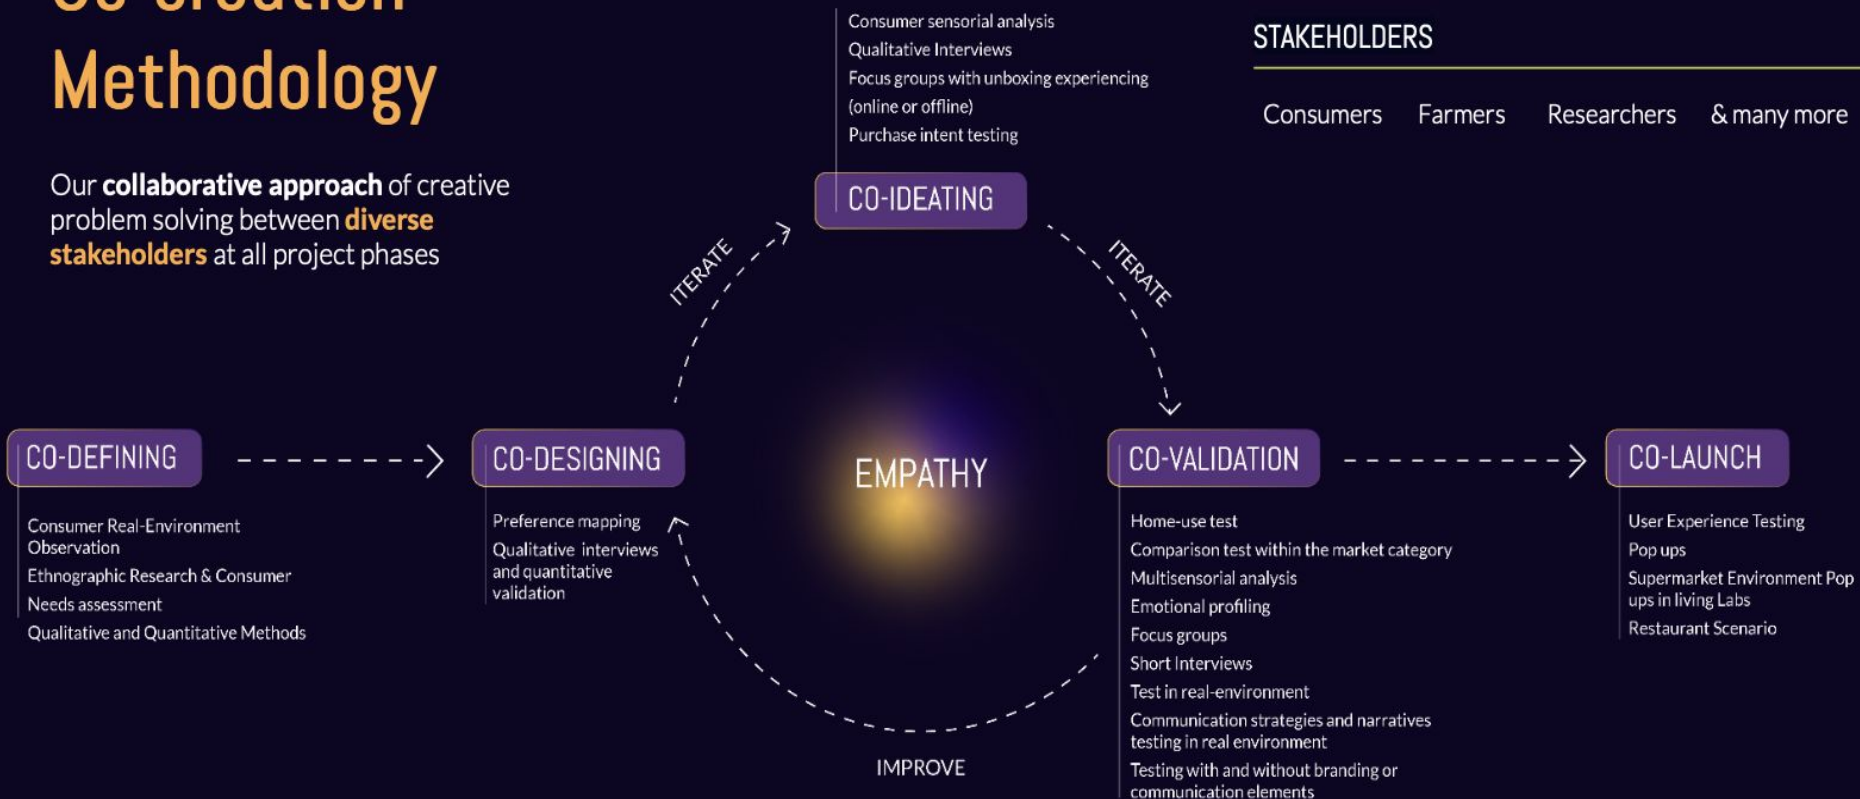 Co-Creation
Methodology
Our collaborative approach of creative
problem solving between diverse
stakeholders at all project phases
Consumer sensorial analysis
Qualitative Interviews
Focus groups with unboxing experiencing
(online or offline)
Purchase intent testing
CO-IDEATING
STAKEHOLDERS
Consumers Farmers Researchers & many more
ITERATE
ITERATE
CO-DEFINING
Consumer Real-Environment
Observation
Ethnographic Research & Consumer
Needs assessment
Qualitative and Quantitative Methods
CO-DESIGNING
Preference mapping
Qualitative interviews
and quantitative
validation
EMPATHY
IMPROVE
CO-VALIDATION
Home-use test
Comparison test within the market category
Multisensorial analysis
Emotional profiling
Focus groups
Short Interviews
Test in real-environment
Communication strategies and narratives
testing in real environment
Testing with and without branding or
communication elements
CO-LAUNCH
User Experience Testing
Pop ups
Supermarket Environment Pop
ups in living Labs
Restaurant Scenario